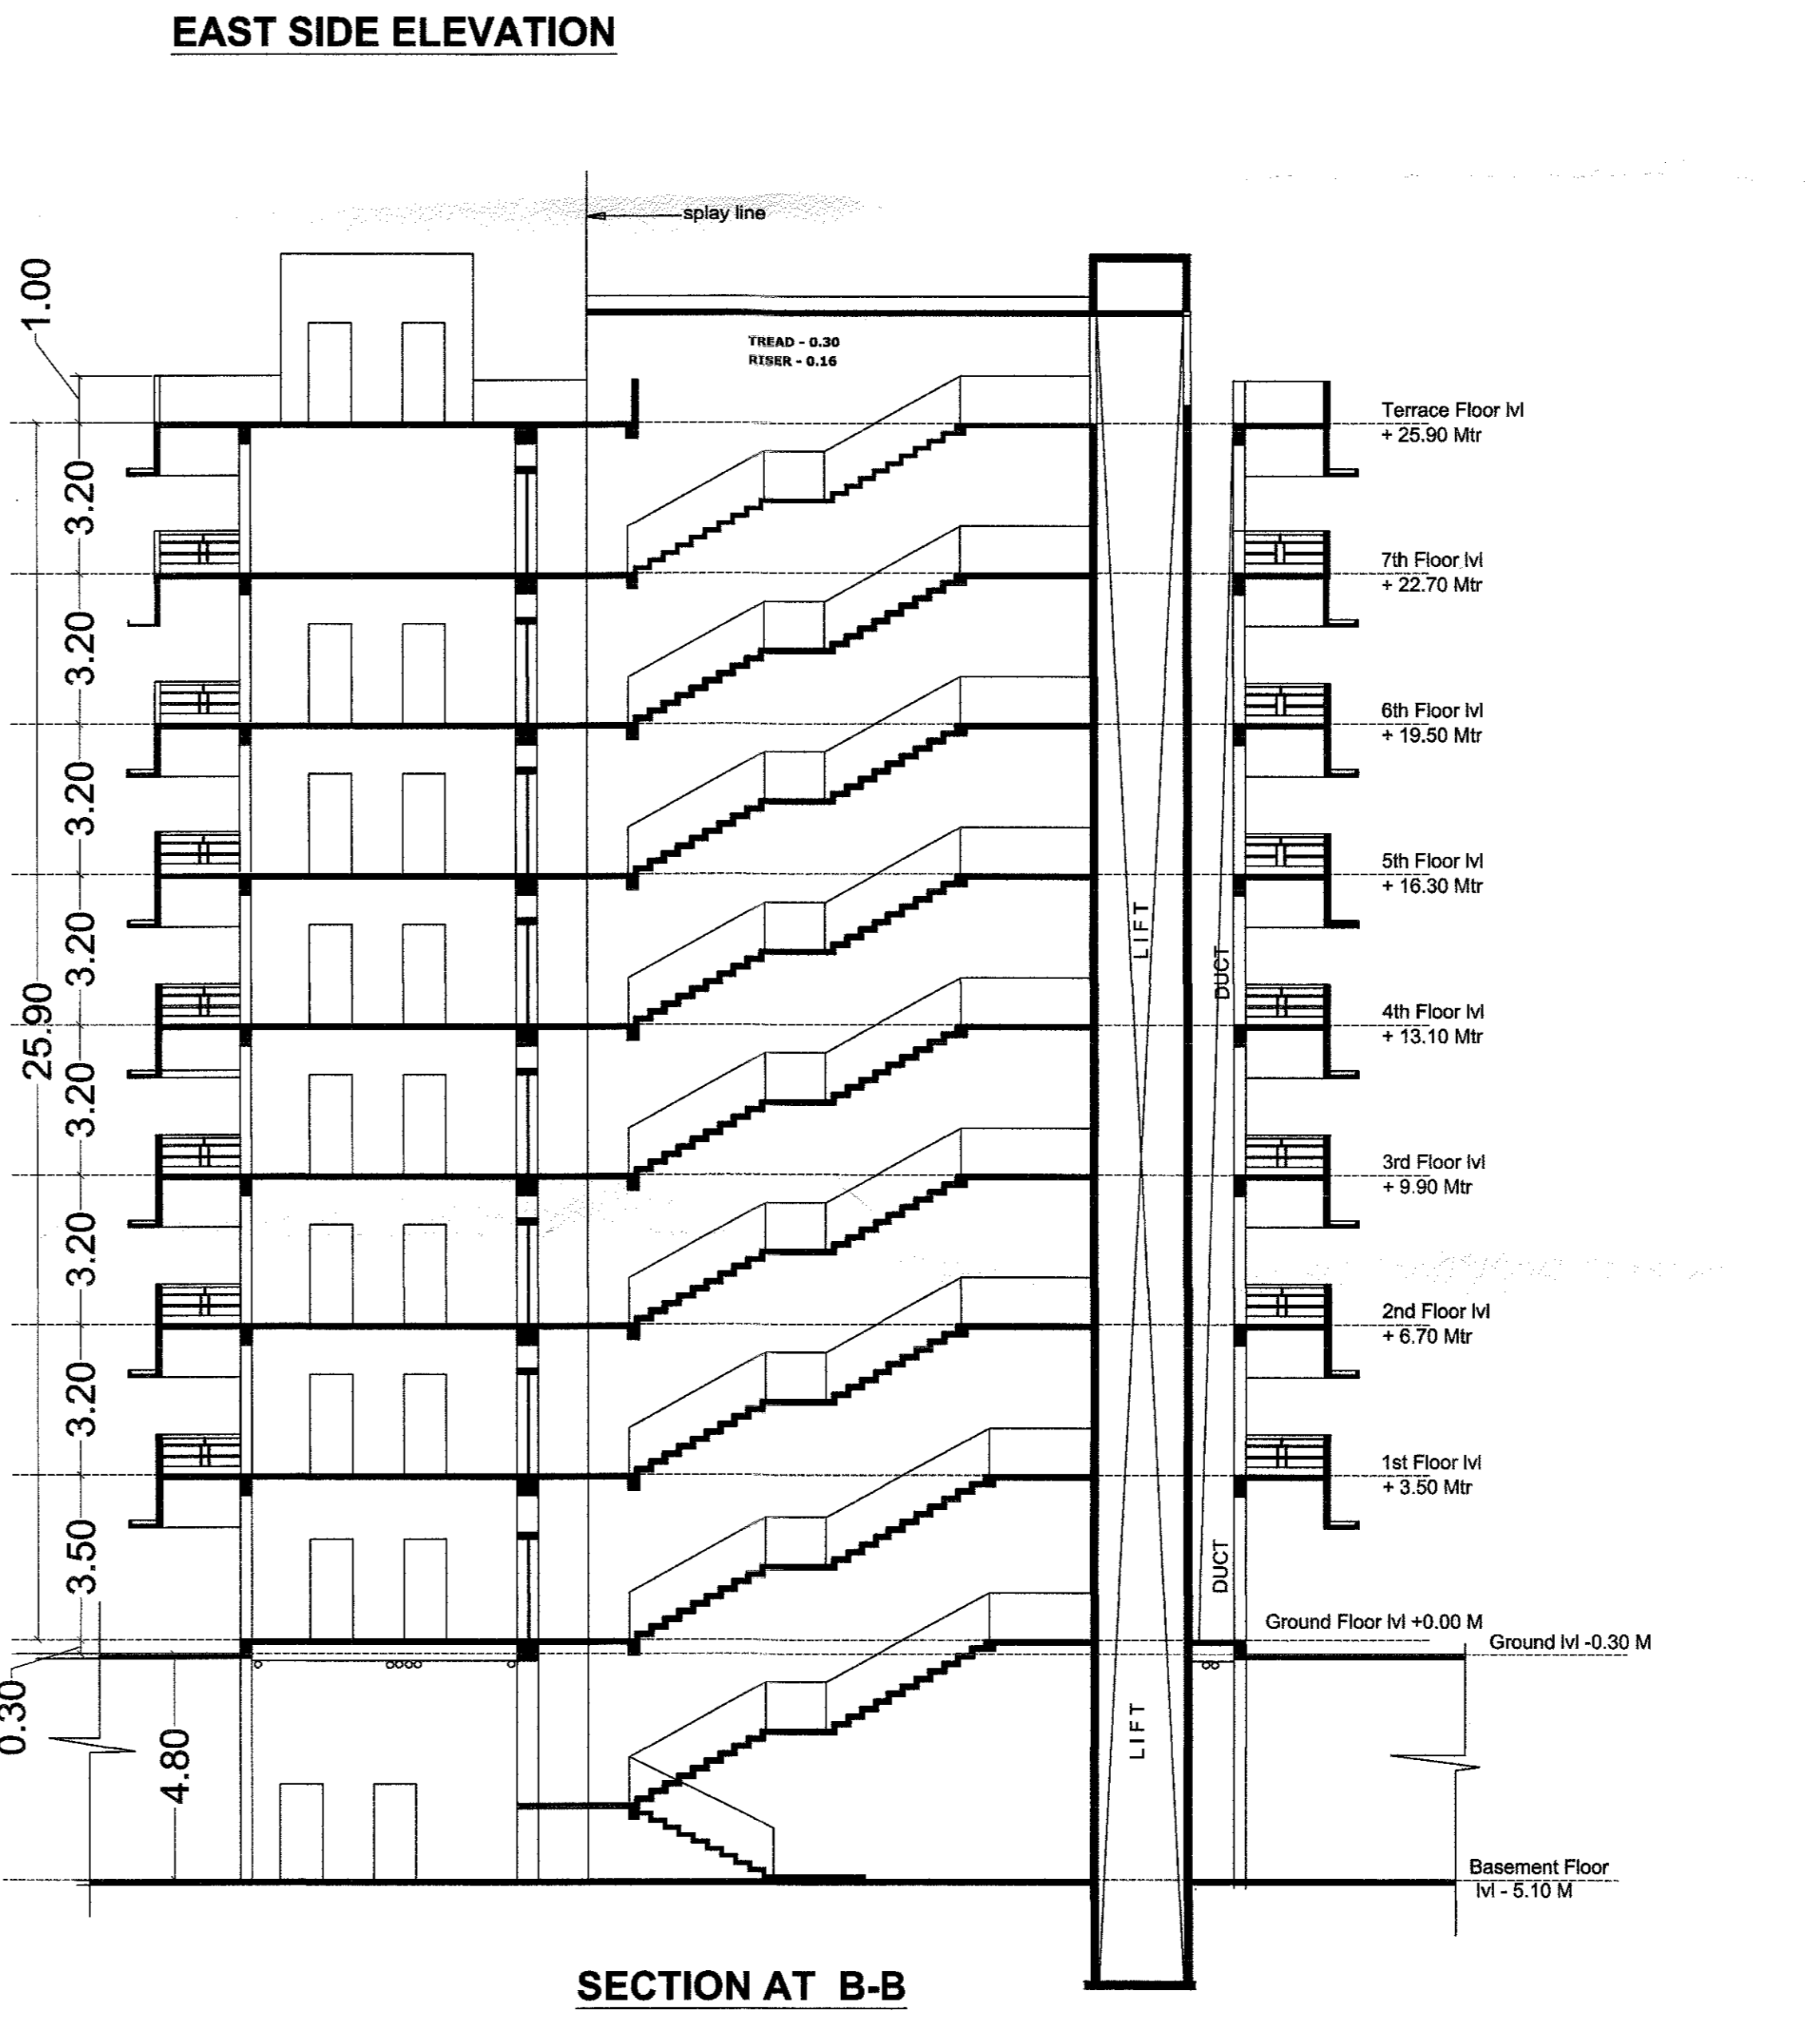 EAST SIDE ELEVATION
splay line
1.00
TREAD - 0.30
RISER - 0.16
Terrace Floor lvl
+ 25.90 Mtr
3.20
7th Floor lvl
+ 22.70 Mtr
3.20
6th Floor lvl
+ 19.50 Mtr
3.20
5th Floor lvl
+ 16.30 Mtr
LIFT
3.20
DUCT
25.90
4th Floor lvl
+ 13.10 Mtr
3.20
3rd Floor lvl
+ 9.90 Mtr
3.20
2nd Floor lvl
+ 6.70 Mtr
3.20
1st Floor lvl
+ 3.50 Mtr
3.50
DUCT
Ground Floor lvl +0.00 M
Ground lvl -0.30 M
0.30
4.80
LIFT
Basement Floor
lvl - 5.10 M
SECTION AT B-B